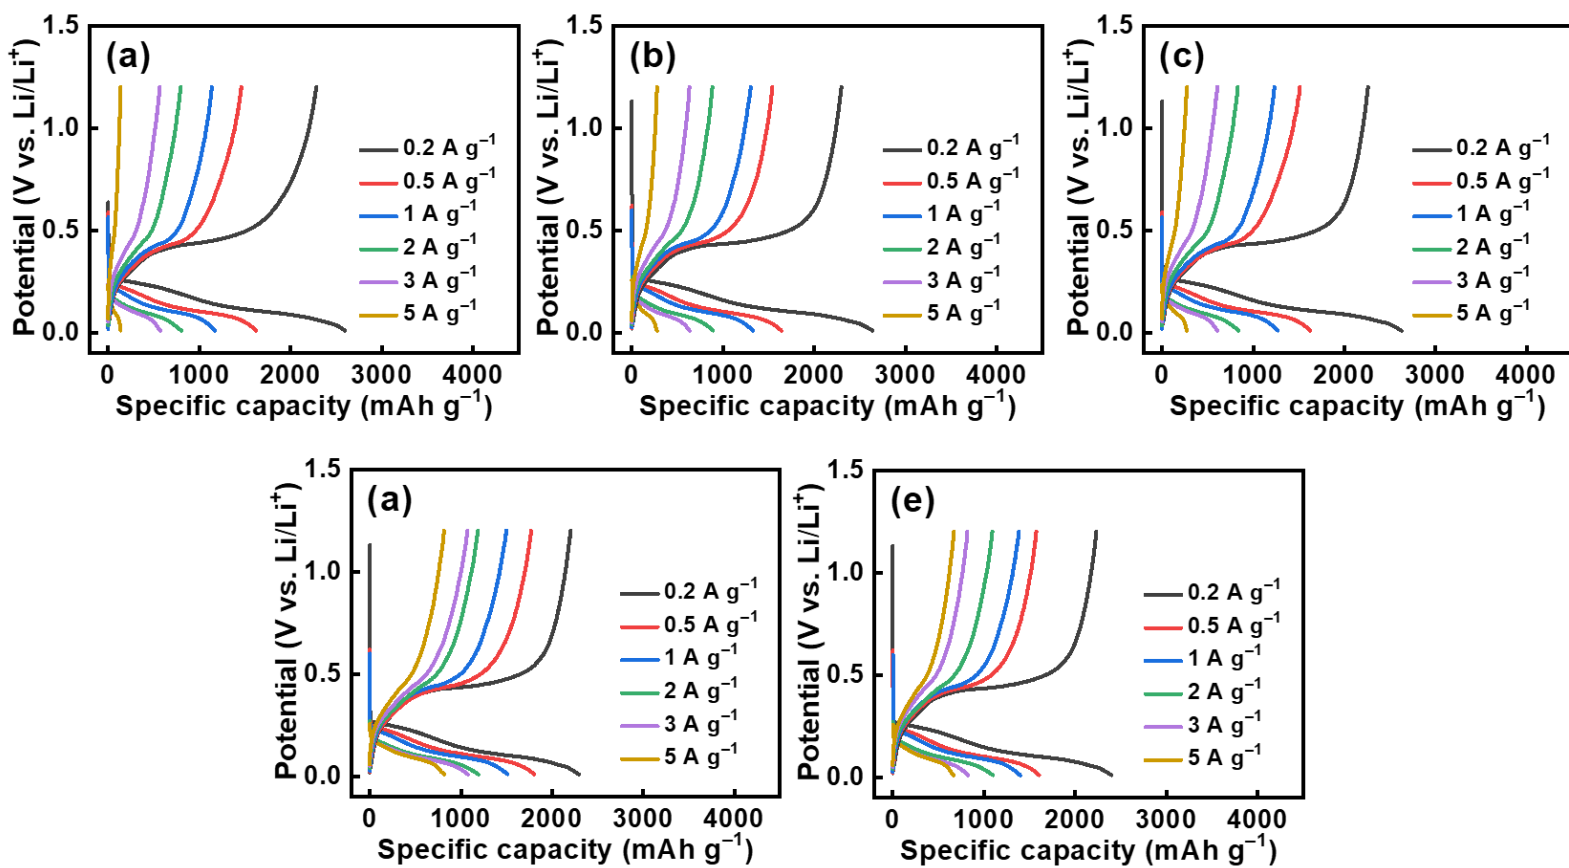 (a)
1.5
1.0
0.5
0.0
Potential (V vs. Li/Li⁺)
0.2 A g⁻¹
0.5 A g⁻¹
1 A g⁻¹
2 A g⁻¹
3 A g⁻¹
5 A g⁻¹
0 1000 2000 3000 4000
Specific capacity (mAh g⁻¹)
(b)
1.5
1.0
0.5
0.0
Potential (V vs. Li/Li⁺)
0.2 A g⁻¹
0.5 A g⁻¹
1 A g⁻¹
2 A g⁻¹
3 A g⁻¹
5 A g⁻¹
0 1000 2000 3000 4000
Specific capacity (mAh g⁻¹)
(c)
1.5
1.0
0.5
0.0
Potential (V vs. Li/Li⁺)
0.2 A g⁻¹
0.5 A g⁻¹
1 A g⁻¹
2 A g⁻¹
3 A g⁻¹
5 A g⁻¹
0 1000 2000 3000 4000
Specific capacity (mAh g⁻¹)
(a)
1.5
1.0
0.5
0.0
Potential (V vs. Li/Li⁺)
0.2 A g⁻¹
0.5 A g⁻¹
1 A g⁻¹
2 A g⁻¹
3 A g⁻¹
5 A g⁻¹
0 1000 2000 3000 4000
Specific capacity (mAh g⁻¹)
(e)
1.5
1.0
0.5
0.0
Potential (V vs. Li/Li⁺)
0.2 A g⁻¹
0.5 A g⁻¹
1 A g⁻¹
2 A g⁻¹
3 A g⁻¹
5 A g⁻¹
0 1000 2000 3000 4000
Specific capacity (mAh g⁻¹)